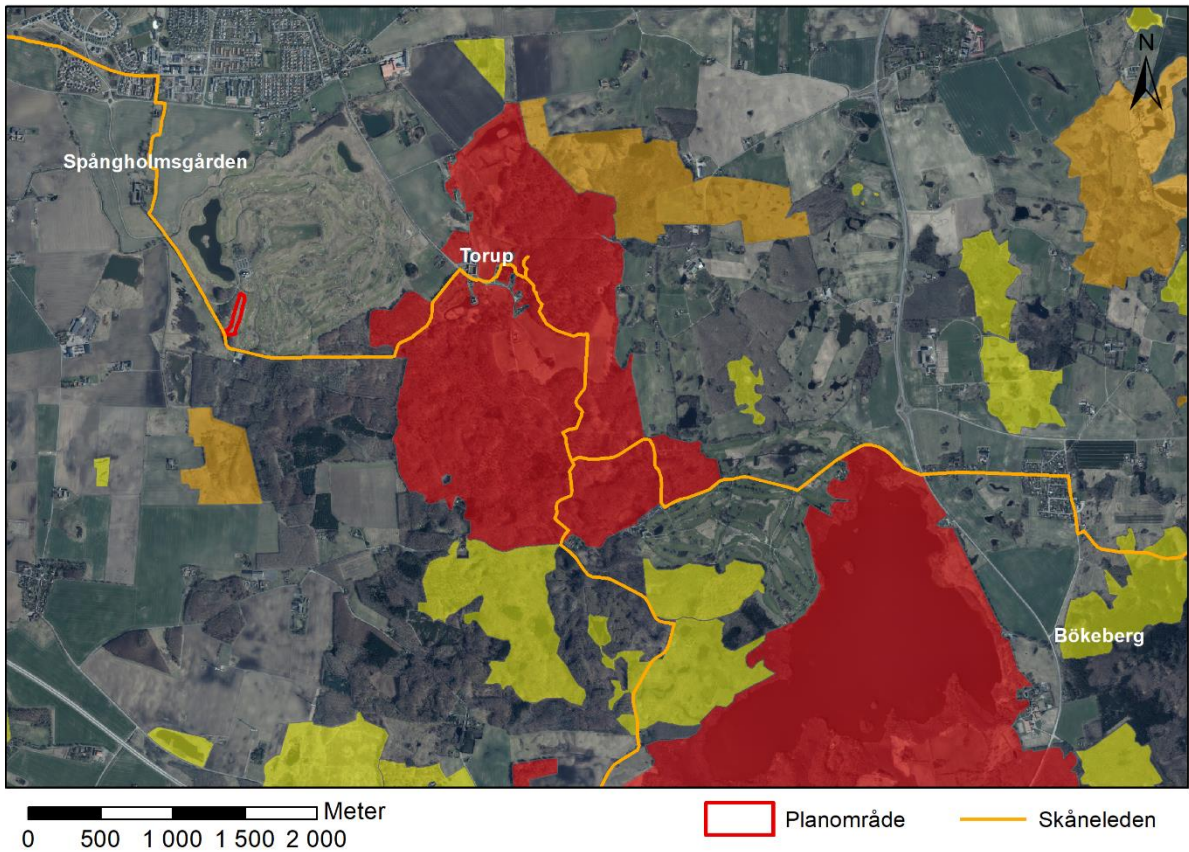 N
Spångholmsgården
Torup
Bökeberg
Meter
0 500 1 000 1 500 2 000
Planområde
Skåneleden